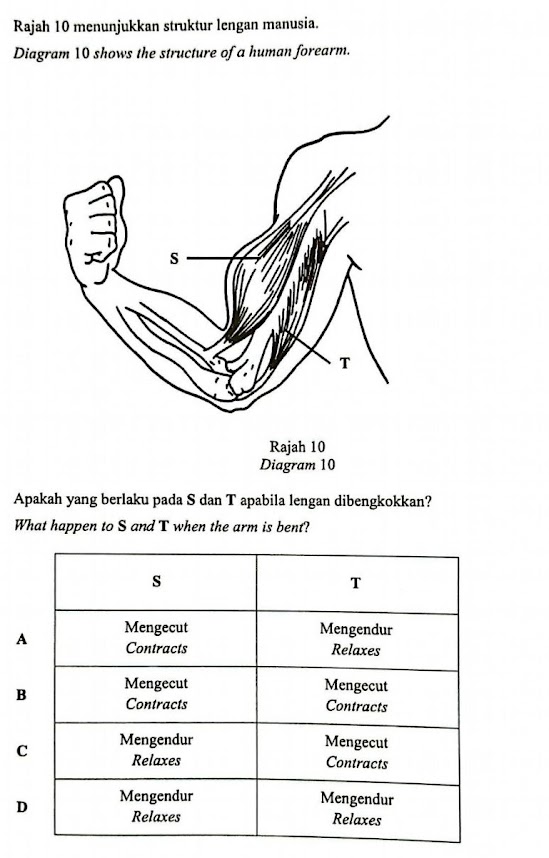 Rajah 10 menunjukkan struktur lengan manusia.
Diagram 10 shows the structure of a human forearm.
S
T
Rajah 10
Diagram 10
Apakah yang berlaku pada S dan T apabila lengan dibengkokkan?
What happen to S and T when the arm is bent?
S T
A Mengecut Mengendur
Contracts Relaxes
B Mengecut Mengecut
Contracts Contracts
C Mengendur Mengecut
Relaxes Contracts
D Mengendur Mengendur
Relaxes Relaxes